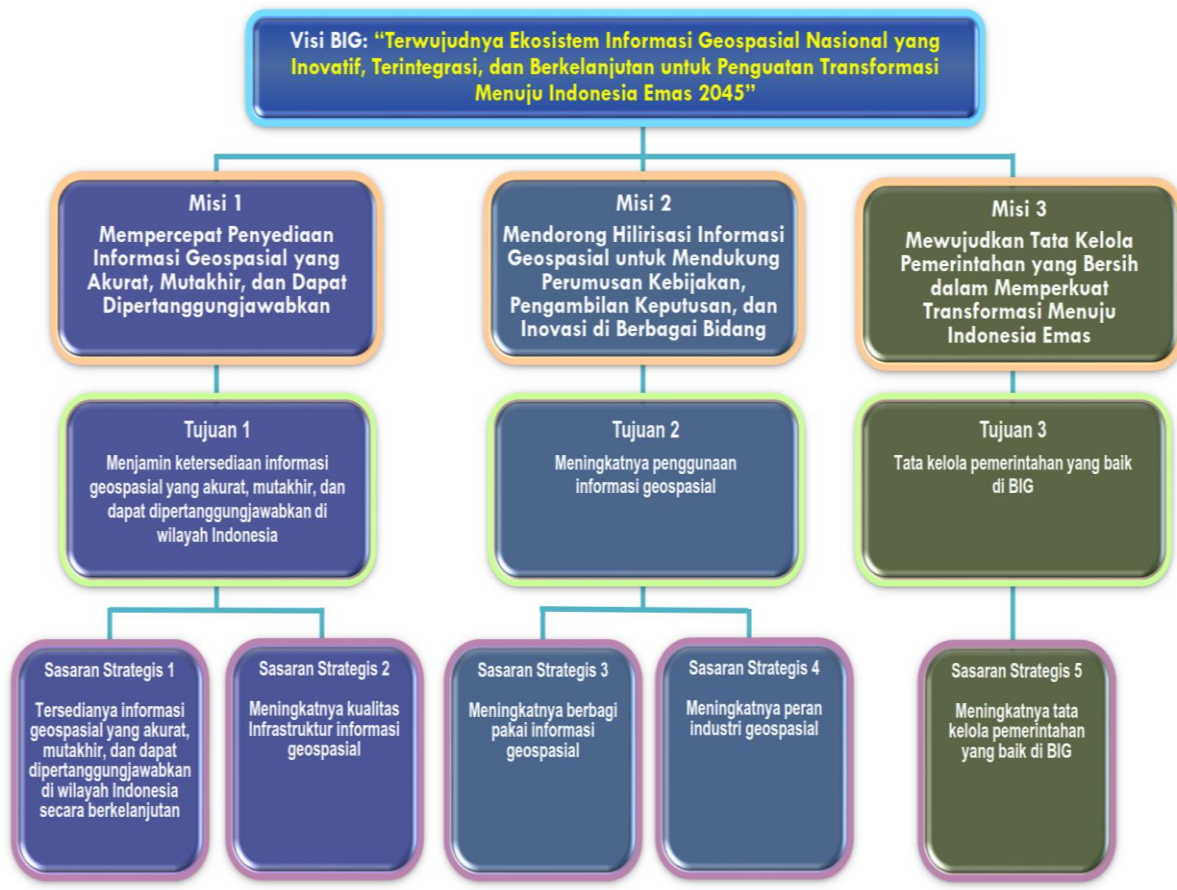 Visi BIG: “Terwujudnya Ekosistem Informasi Geospasial Nasional yang
Inovatif, Terintegrasi, dan Berkelanjutan untuk Penguatan Transformasi
Menuju Indonesia Emas 2045”
Misi 1
Mempercepat Penyediaan
Informasi Geospasial yang
Akurat, Mutakhir, dan Dapat
Dipertanggungjawabkan
Misi 2
Mendorong Hilirisasi Informasi
Geospasial untuk Mendukung
Perumusan Kebijakan,
Pengambilan Keputusan, dan
Inovasi di Berbagai Bidang
Misi 3
Mewujudkan Tata Kelola
Pemerintahan yang Bersih
dalam Memperkuat
Transformasi Menuju
Indonesia Emas
Tujuan 1
Menjamin ketersediaan informasi
geospasial yang akurat, mutakhir, dan
dapat dipertanggungjawabkan di
wilayah Indonesia
Tujuan 2
Meningkatnya penggunaan
informasi geospasial
Tujuan 3
Tata kelola pemerintahan yang baik
di BIG
Sasaran Strategis 1
Tersedianya informasi
geospasial yang akurat,
mutakhir, dan dapat
dipertanggungjawabkan
di wilayah Indonesia
secara berkelanjutan
Sasaran Strategis 2
Meningkatnya kualitas
Infrastruktur informasi
geospasial
Sasaran Strategis 3
Meningkatnya berbagi
pakai informasi
geospasial
Sasaran Strategis 4
Meningkatnya peran
industri geospasial
Sasaran Strategis 5
Meningkatnya tata
kelola pemerintahan
yang baik di BIG